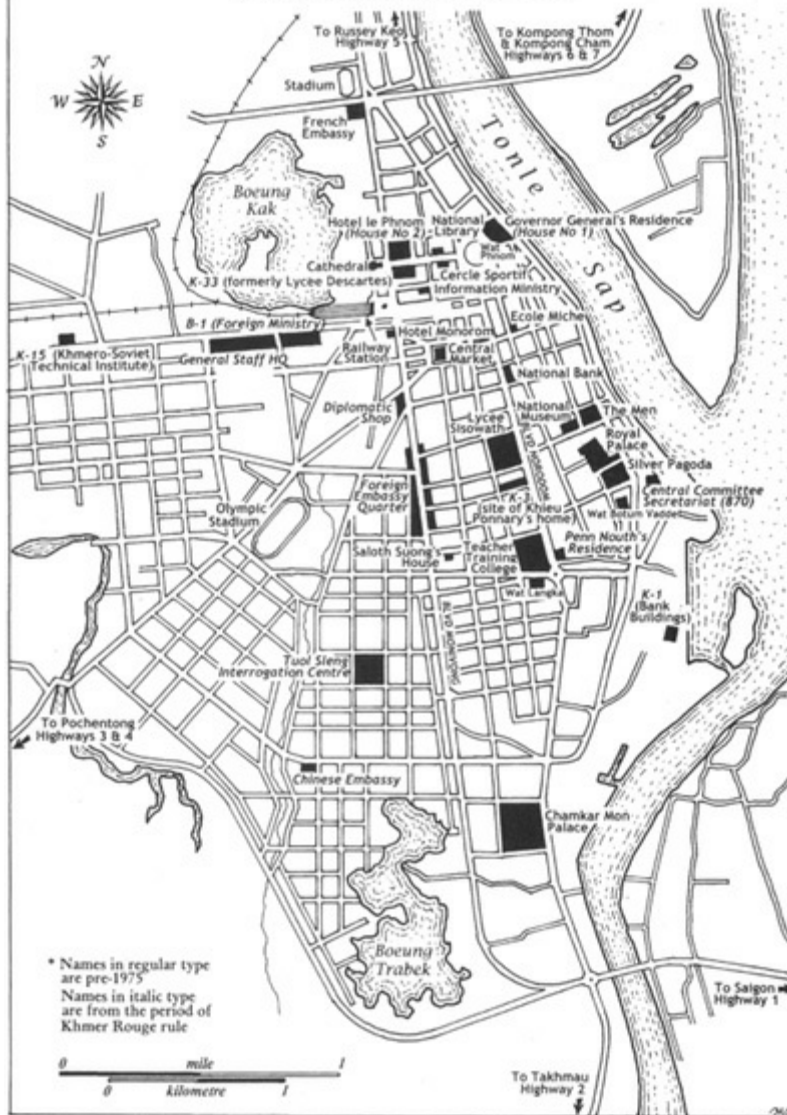 To Russey Keo
Highway 5
To Kompong Thom
& Kompong Cham
Highways 6 & 7
N
W E
S
Stadium
French
Embassy
Tonle
Sap
Boeung
Kak
Hotel le Phnom
(House No 2)
National
Library
Governor General's Residence
(House No 1)
Wat
Phnom
Cathedral
Cercle Sportif
K-33 (formerly Lycée Descartes)
Information Ministry
B-1 (Foreign Ministry)
Hotel Monorom
Ecole Miche
K-15 (Khmero-Soviet
Technical Institute)
General Staff HQ
Railway
Station
Central
Market
National Bank
Diplomatic
Shop
Lycée
Sisowath
National
Museum
The Men
Royal
Palace
Silver Pagoda
BLVD NORODOM
Foreign
Embassy
Quarter
K-3
(site of Khieu
Ponnary's home)
Central Committee
Secretariat (870)
Wat Botum Vaddei
Olympic
Stadium
Saloth Suong's
House
Teacher
Training
College
Penn Nouth's
Residence
Wat Langka
K-1
(Bank
Buildings)
BLVD MONIVONG
Tuol Sleng
Interrogation Centre
To Pochentong
Highways 3 & 4
Chinese Embassy
Chamkar Mon
Palace
Boeung
Trabek
* Names in regular type
are pre-1975
Names in italic type
are from the period of
Khmer Rouge rule
To Saigon
Highway 1
0 mile 1
0 kilometre 1
To Takhmau
Highway 2